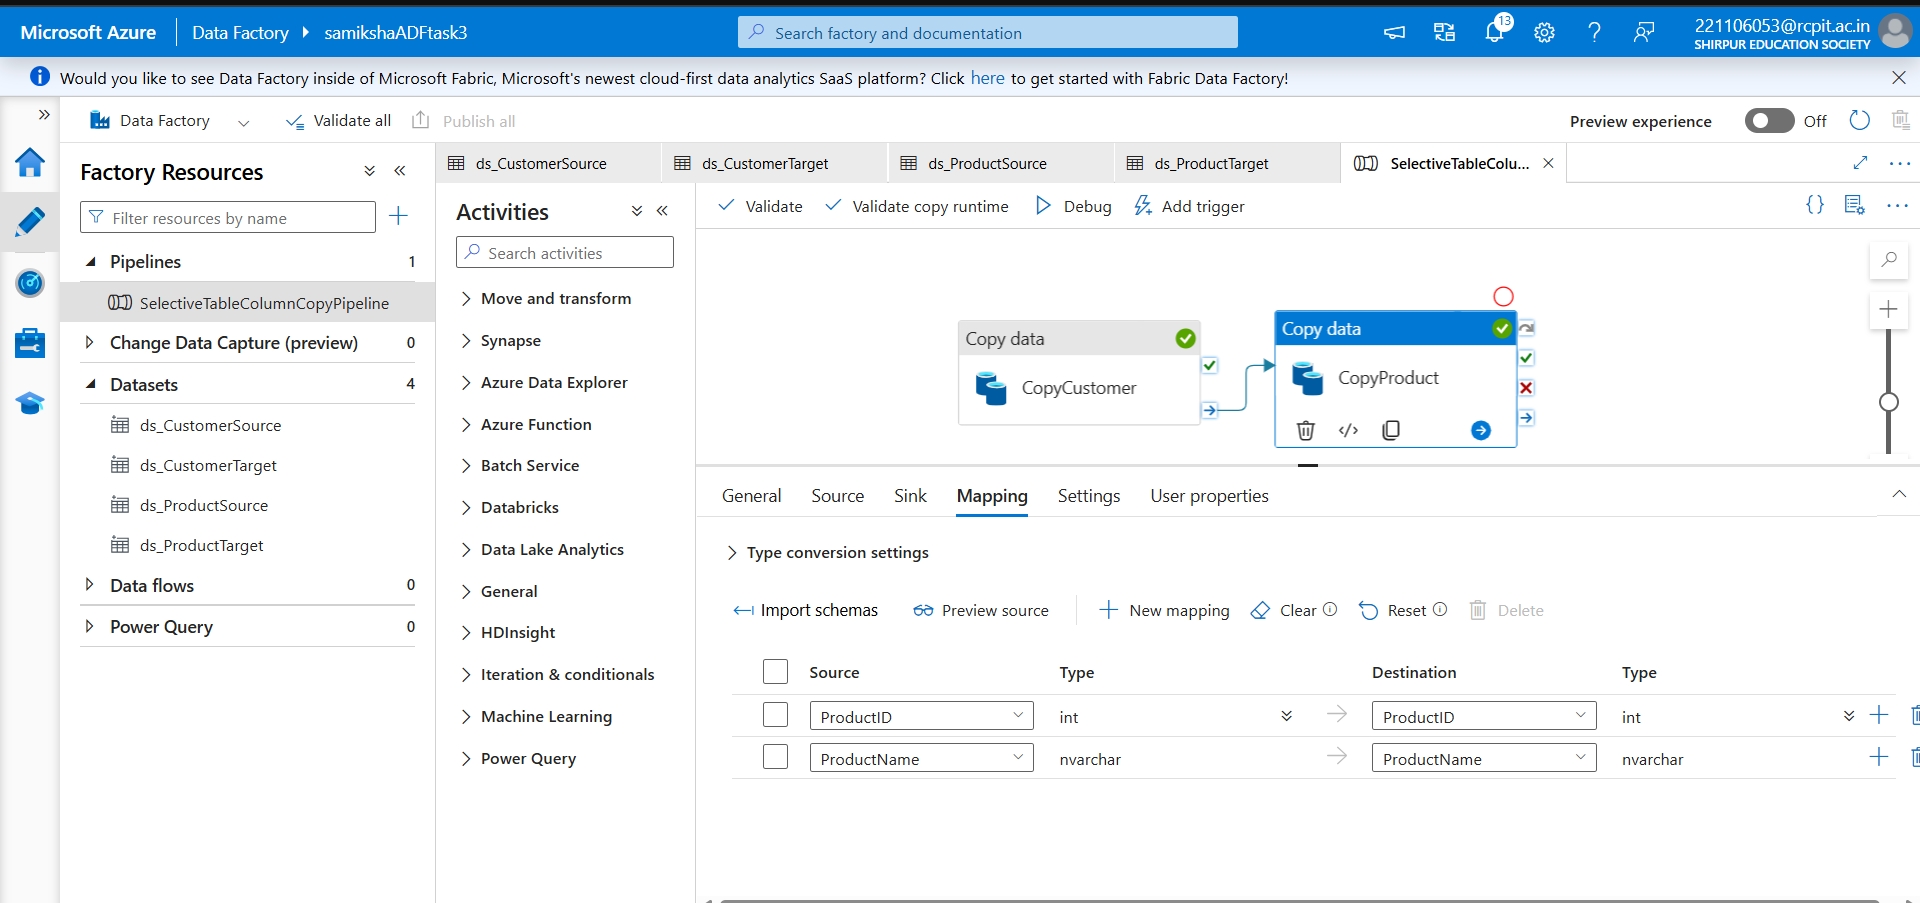 Microsoft Azure Data Factory samikshaADFtask3 Search factory and documentation 13 221106053@rcpit.ac.in
SHIRPUR EDUCATION SOCIETY
Would you like to see Data Factory inside of Microsoft Fabric, Microsoft's newest cloud-first data analytics SaaS platform? Click here to get started with Fabric Data Factory!
Data Factory Validate all Publish all Preview experience Off
Factory Resources
Filter resources by name
Pipelines 1
SelectiveTableColumnCopyPipeline
Change Data Capture (preview) 0
Datasets 4
ds_CustomerSource
ds_CustomerTarget
ds_ProductSource
ds_ProductTarget
Data flows 0
Power Query 0
ds_CustomerSource ds_CustomerTarget ds_ProductSource ds_ProductTarget SelectiveTableColu...
Activities
Search activities
Move and transform
Synapse
Azure Data Explorer
Azure Function
Batch Service
Databricks
Data Lake Analytics
General
HDInsight
Iteration & conditionals
Machine Learning
Power Query
Validate Validate copy runtime Debug Add trigger
Copy data
CopyCustomer
Copy data
CopyProduct
General Source Sink Mapping Settings User properties
Type conversion settings
Import schemas Preview source New mapping Clear Reset Delete
Source Type Destination Type
ProductID int ProductID int
ProductName nvarchar ProductName nvarchar